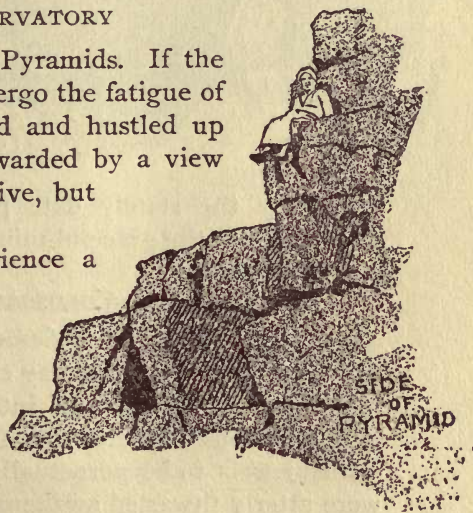 RVATORY
Pyramids. If the
ergo the fatigue of
d and hustled up
warded by a view
ive, but
ience a
SIDE
OF
PYRAMID